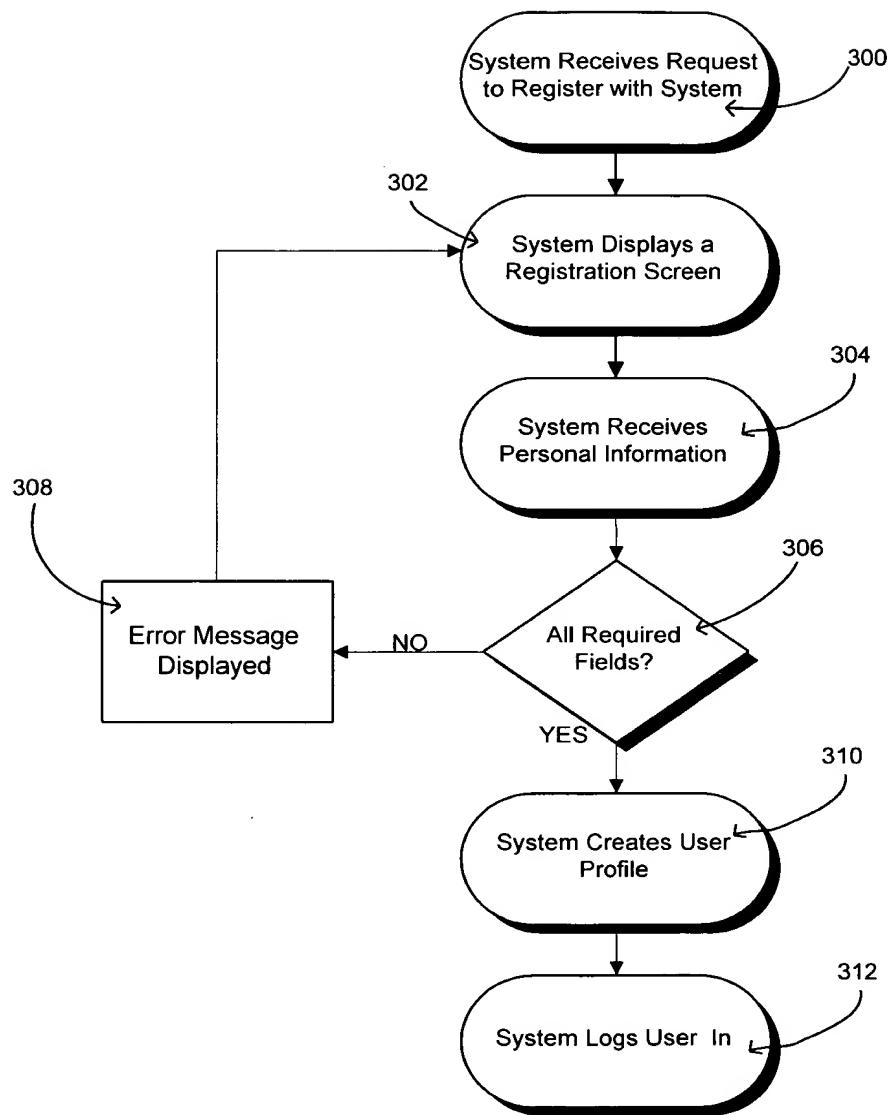 System Receives Request
to Register with System
300
302
System Displays a
Registration Screen
304
System Receives
Personal Information
308
306
Error Message
Displayed
NO
All Required
Fields?
YES
310
System Creates User
Profile
312
System Logs User In